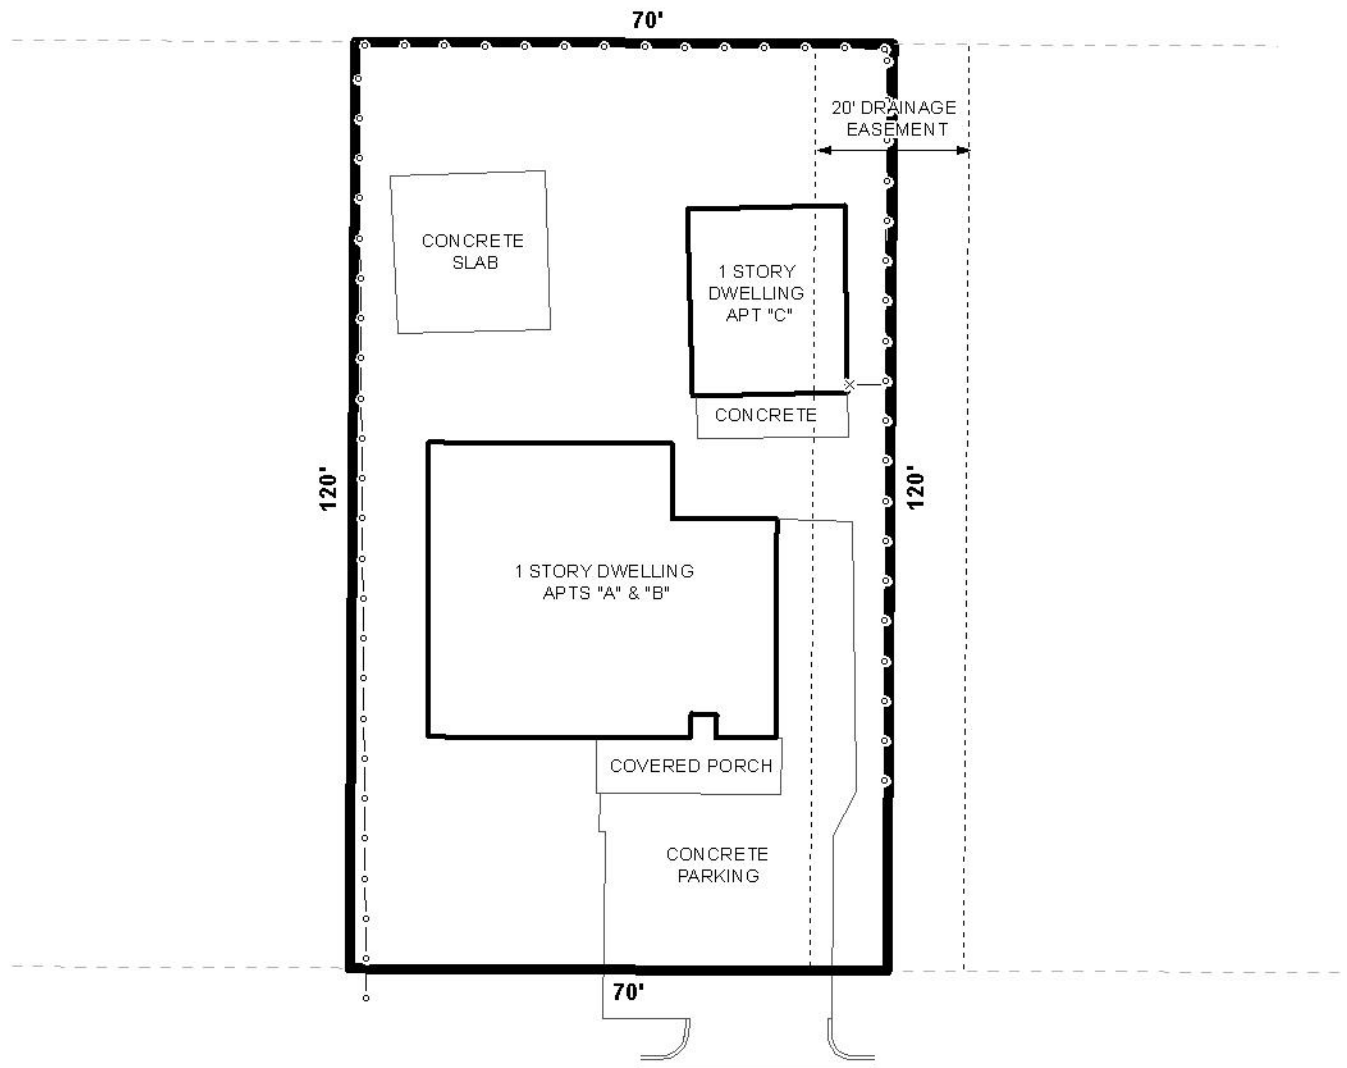 70'
20' DRAINAGE
EASEMENT
CONCRETE
SLAB
1 STORY
DWELLING
APT "C"
CONCRETE
120'
120'
1 STORY DWELLING
APTS "A" & "B"
COVERED PORCH
CONCRETE
PARKING
70'